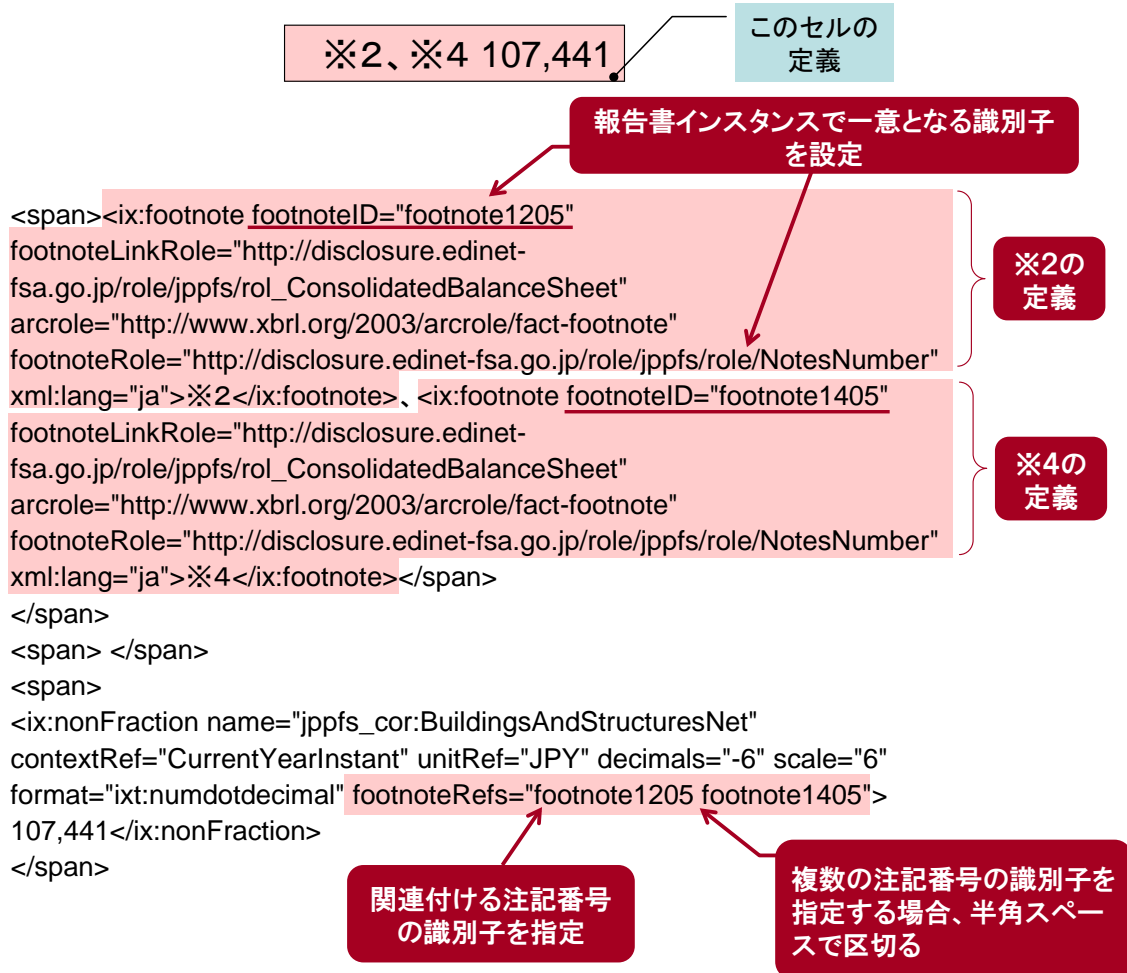 ※２、※４ 107,441
このセルの
定義
報告書インスタンスで一意となる識別子
を設定
<span><ix:footnote footnoteID="footnote1205"
footnoteLinkRole="http://disclosure.edinet-
fsa.go.jp/role/jppfs/rol_ConsolidatedBalanceSheet"
arcrole="http://www.xbrl.org/2003/arcrole/fact-footnote"
footnoteRole="http://disclosure.edinet-fsa.go.jp/role/jppfs/role/NotesNumber"
xml:lang="ja">※２</ix:footnote>、<ix:footnote footnoteID="footnote1405"
footnoteLinkRole="http://disclosure.edinet-
fsa.go.jp/role/jppfs/rol_ConsolidatedBalanceSheet"
arcrole="http://www.xbrl.org/2003/arcrole/fact-footnote"
footnoteRole="http://disclosure.edinet-fsa.go.jp/role/jppfs/role/NotesNumber"
xml:lang="ja">※４</ix:footnote></span>
※2の
定義
※4の
定義
</span>
<span> </span>
<span>
<ix:nonFraction name="jppfs_cor:BuildingsAndStructuresNet"
contextRef="CurrentYearInstant" unitRef="JPY" decimals="-6" scale="6"
format="ixt:numdotdecimal" footnoteRefs="footnote1205 footnote1405">
107,441</ix:nonFraction>
</span>
関連付ける注記番号
の識別子を指定
複数の注記番号の識別子を
指定する場合、半角スペー
スで区切る